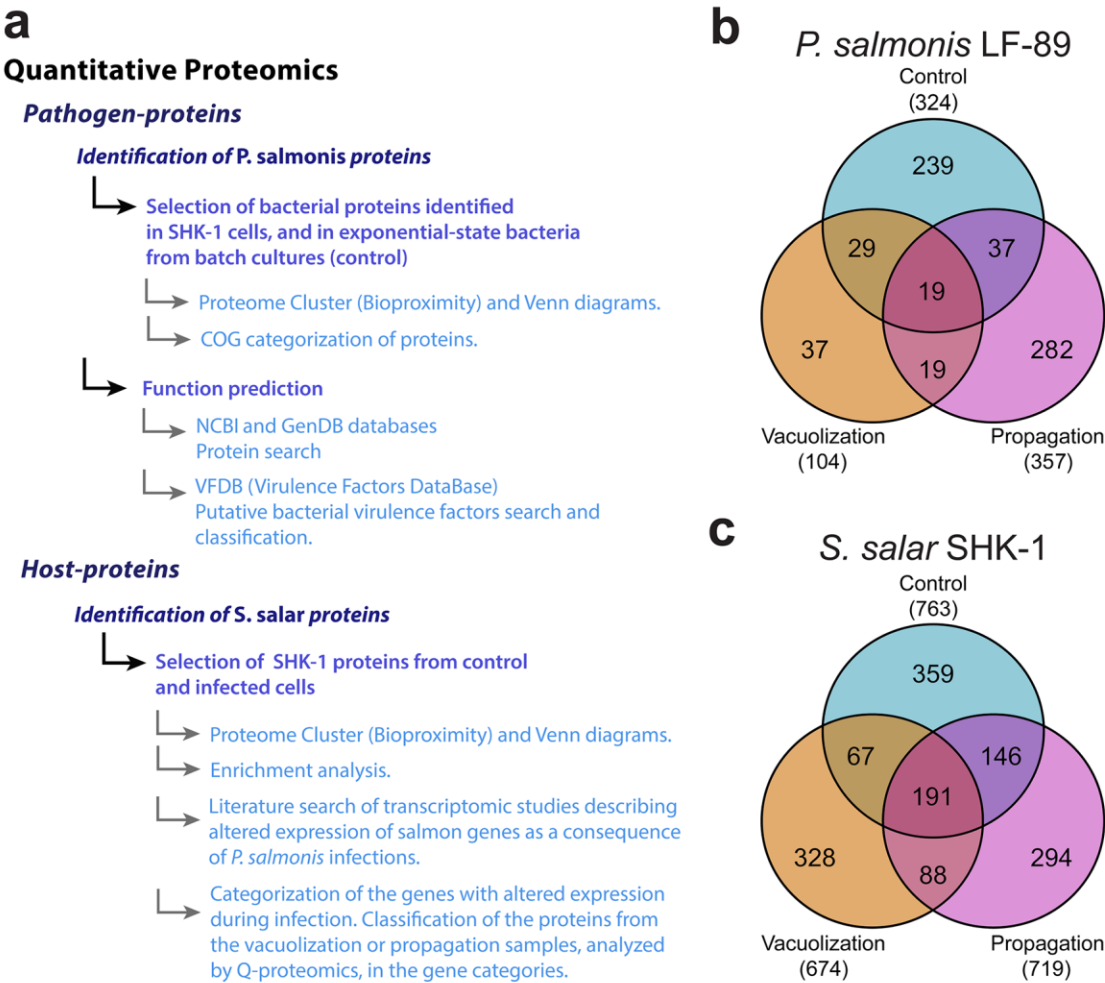 a
Quantitative Proteomics
Pathogen-proteins
Identification of P. salmonis proteins
Selection of bacterial proteins identified
in SHK-1 cells, and in exponential-state bacteria
from batch cultures (control)
Proteome Cluster (Bioproximity) and Venn diagrams.
COG categorization of proteins.
Function prediction
NCBI and GenDB databases
Protein search
VFDB (Virulence Factors DataBase)
Putative bacterial virulence factors search and
classification.
Host-proteins
Identification of S. salar proteins
Selection of SHK-1 proteins from control
and infected cells
Proteome Cluster (Bioproximity) and Venn diagrams.
Enrichment analysis.
Literature search of transcriptomic studies describing
altered expression of salmon genes as a consequence
of P. salmonis infections.
Categorization of the genes with altered expression
during infection. Classification of the proteins from
the vacuolization or propagation samples, analyzed
by Q-proteomics, in the gene categories.
b
P. salmonis LF-89
Control
(324)
239
29
37
19
37
19
282
Vacuolization
(104)
Propagation
(357)
c
S. salar SHK-1
Control
(763)
359
67
146
191
328
88
294
Vacuolization
(674)
Propagation
(719)